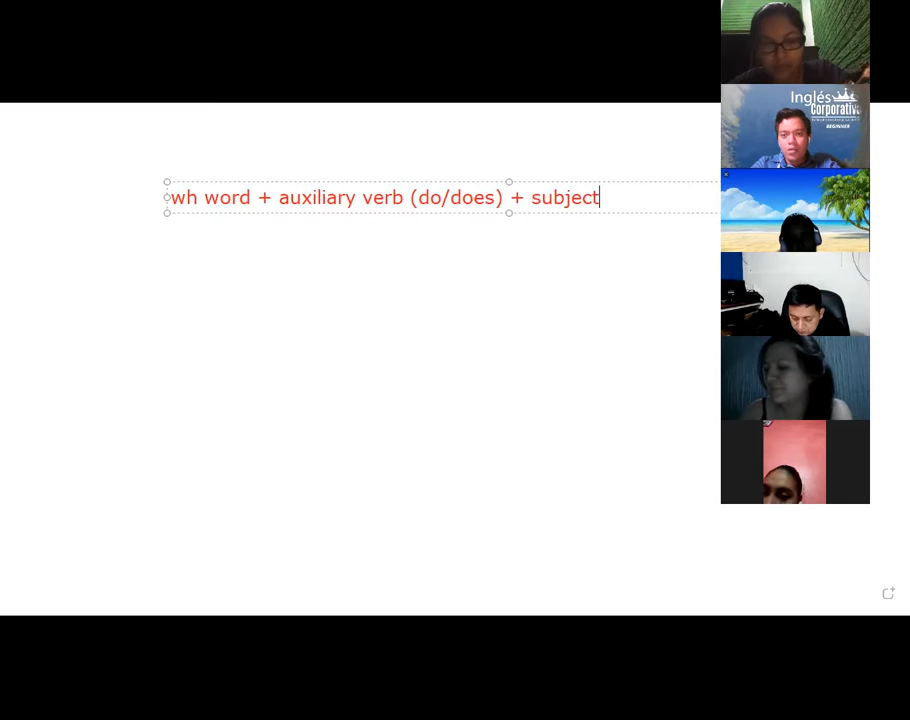 wh word + auxiliary verb (do/does) + subject
Inglés
Corporativo
BEGINNER